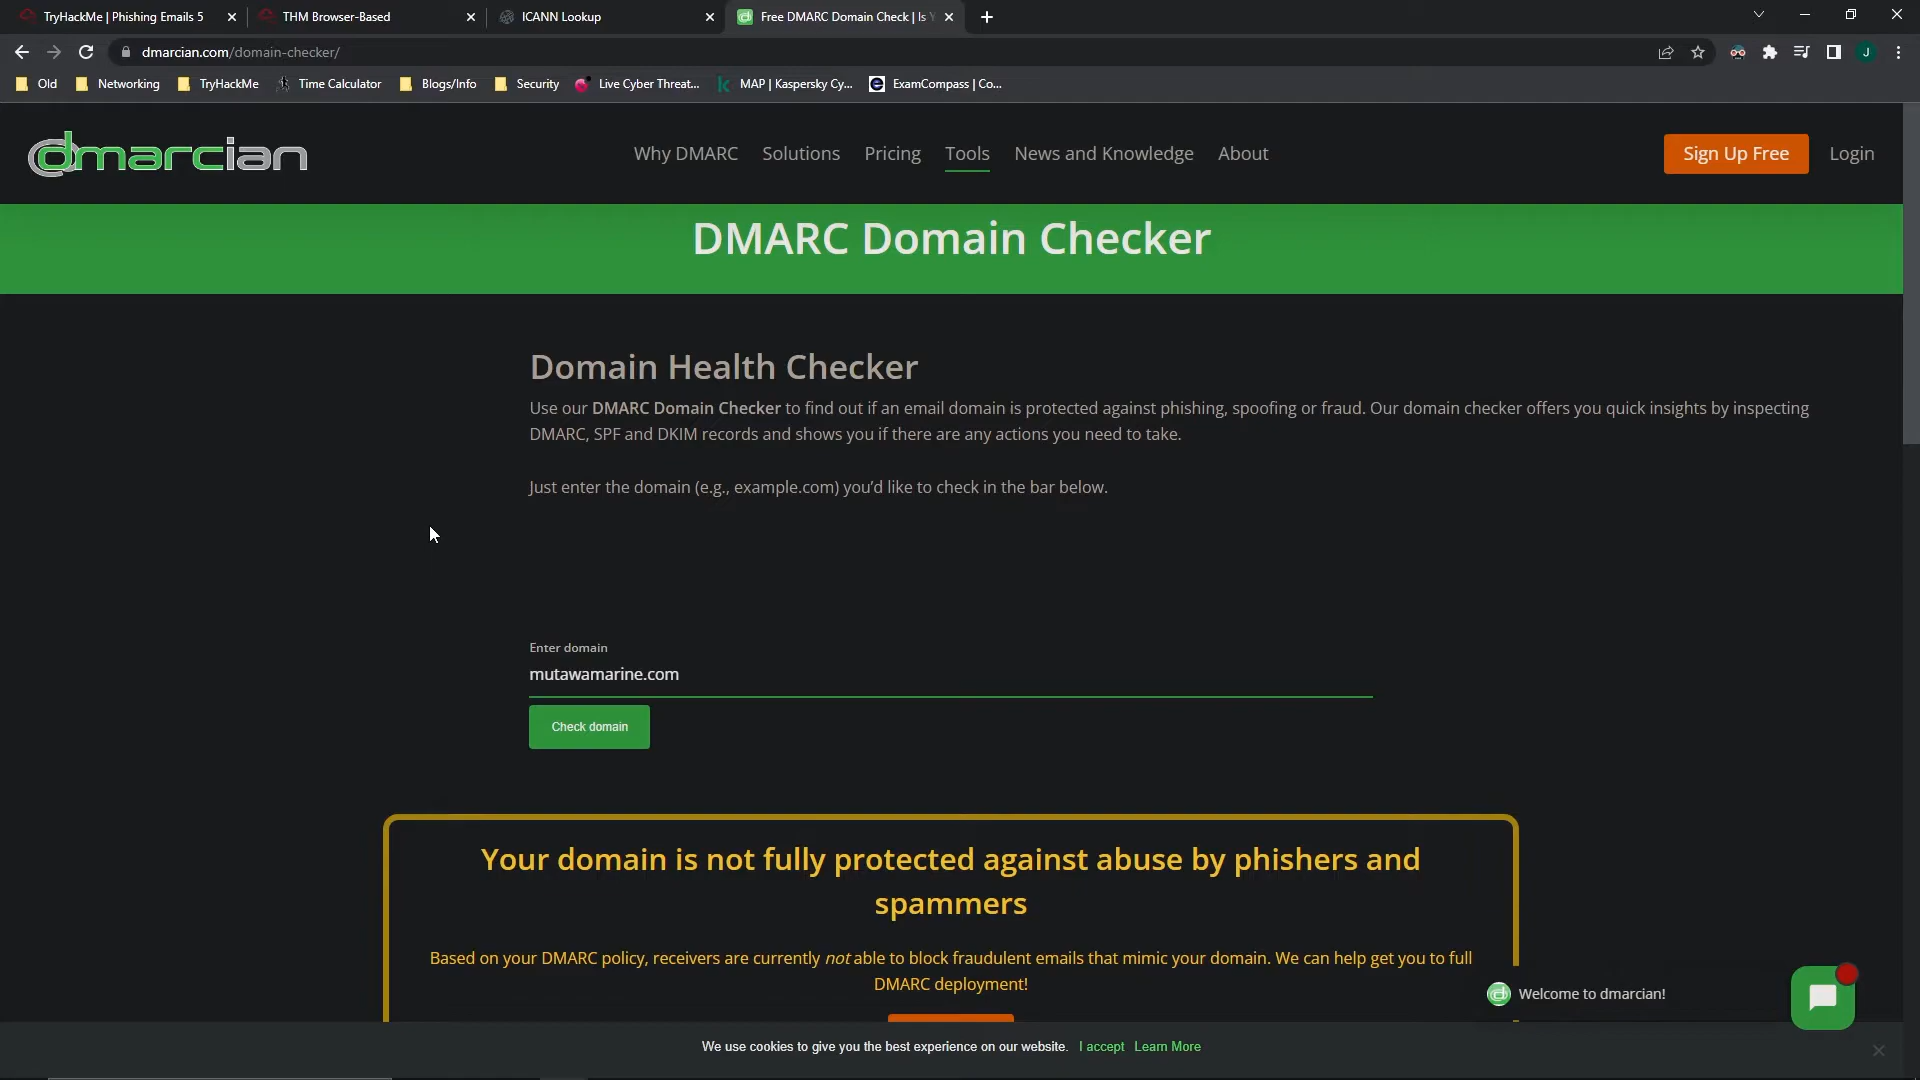 TryHackMe | Phishing Emails 5
THM Browser-Based
ICANN Lookup
Free DMARC Domain Check | Is Y
dmarcian.com/domain-checker/
J
Old
Networking
TryHackMe
Time Calculator
Blogs/Info
Security
Live Cyber Threat...
MAP | Kaspersky Cy...
ExamCompass | Co...
dmarcian
Why DMARC
Solutions
Pricing
Tools
News and Knowledge
About
Sign Up Free
Login
DMARC Domain Checker
Domain Health Checker
Use our DMARC Domain Checker to find out if an email domain is protected against phishing, spoofing or fraud. Our domain checker offers you quick insights by inspecting
DMARC, SPF and DKIM records and shows you if there are any actions you need to take.
Just enter the domain (e.g., example.com) you'd like to check in the bar below.
Enter domain
mutawamarine.com
Check domain
Your domain is not fully protected against abuse by phishers and
spammers
Based on your DMARC policy, receivers are currently not able to block fraudulent emails that mimic your domain. We can help get you to full
DMARC deployment!
Welcome to dmarcian!
We use cookies to give you the best experience on our website. I accept Learn More